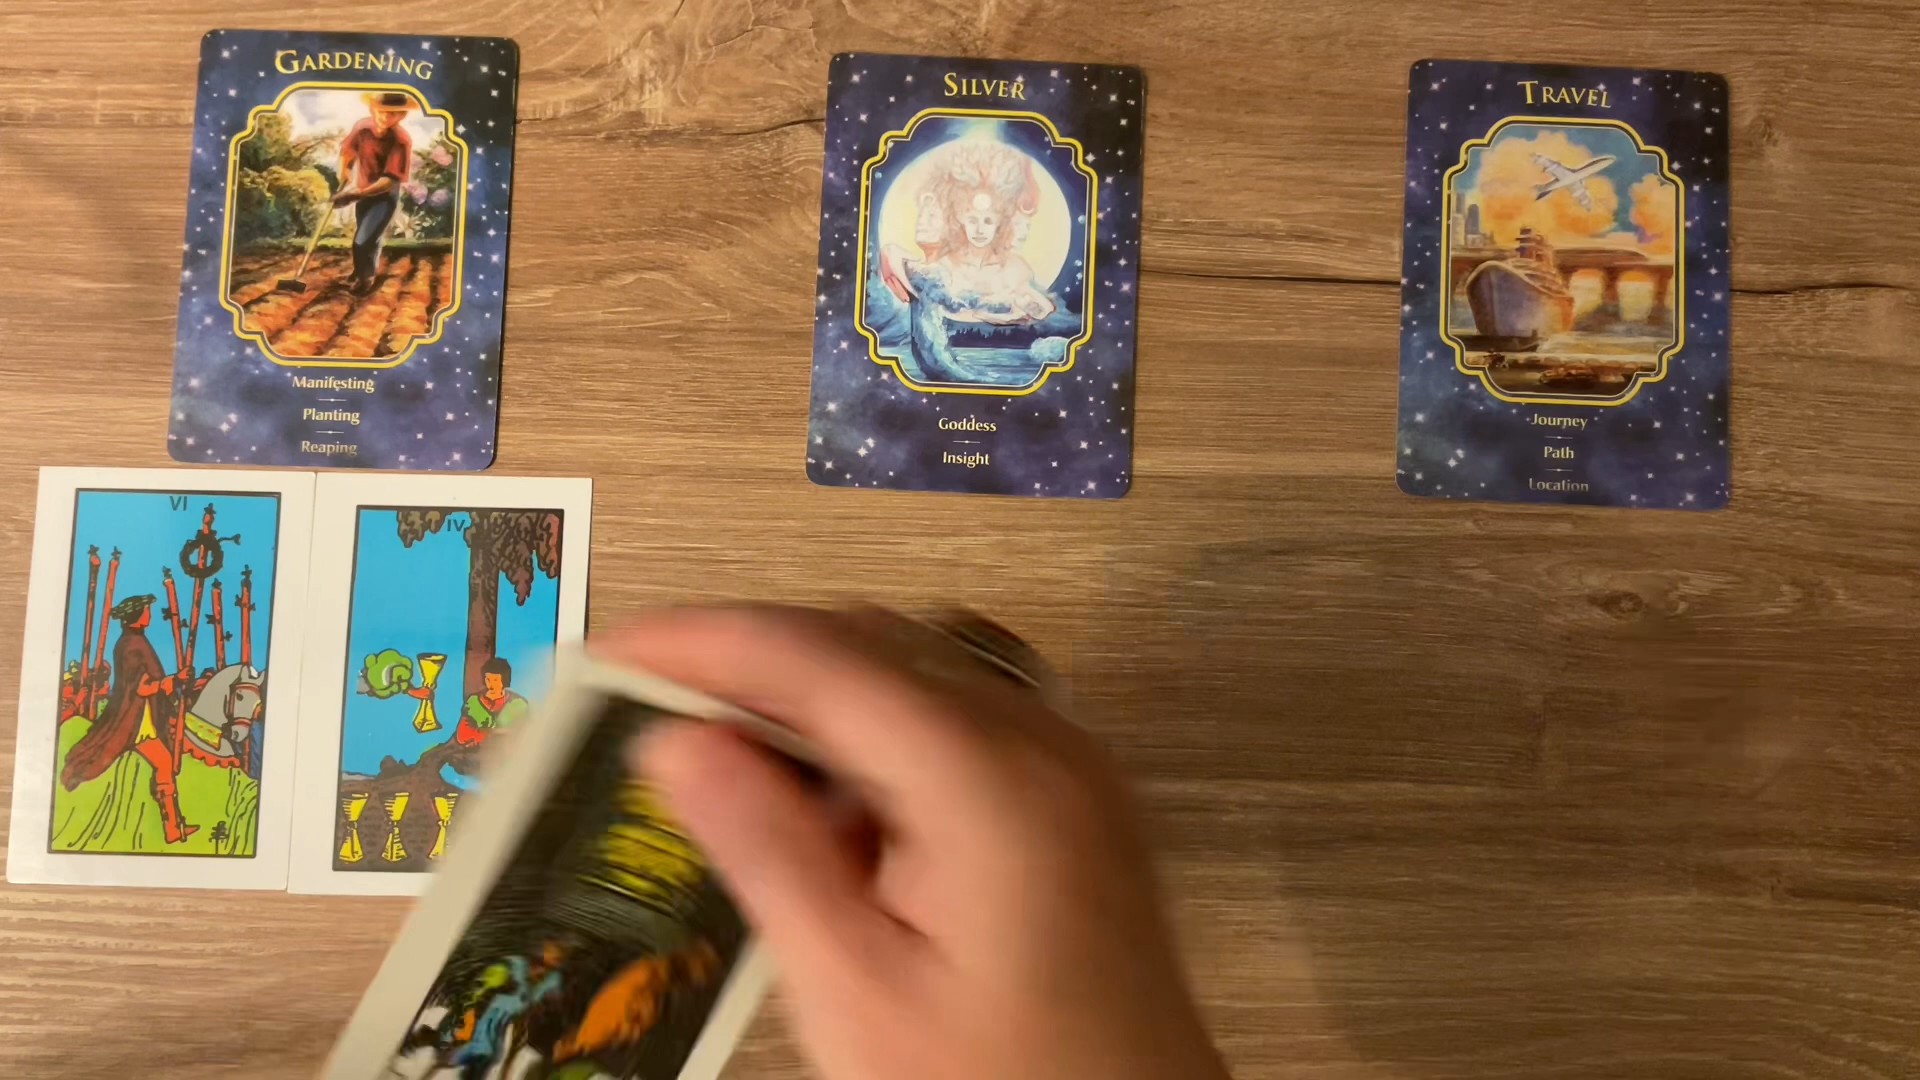 GARDENING
Manifesting
Planting
Reaping
SILVER
Goddess
Insight
TRAVEL
Journey
Path
Location
VI
IV